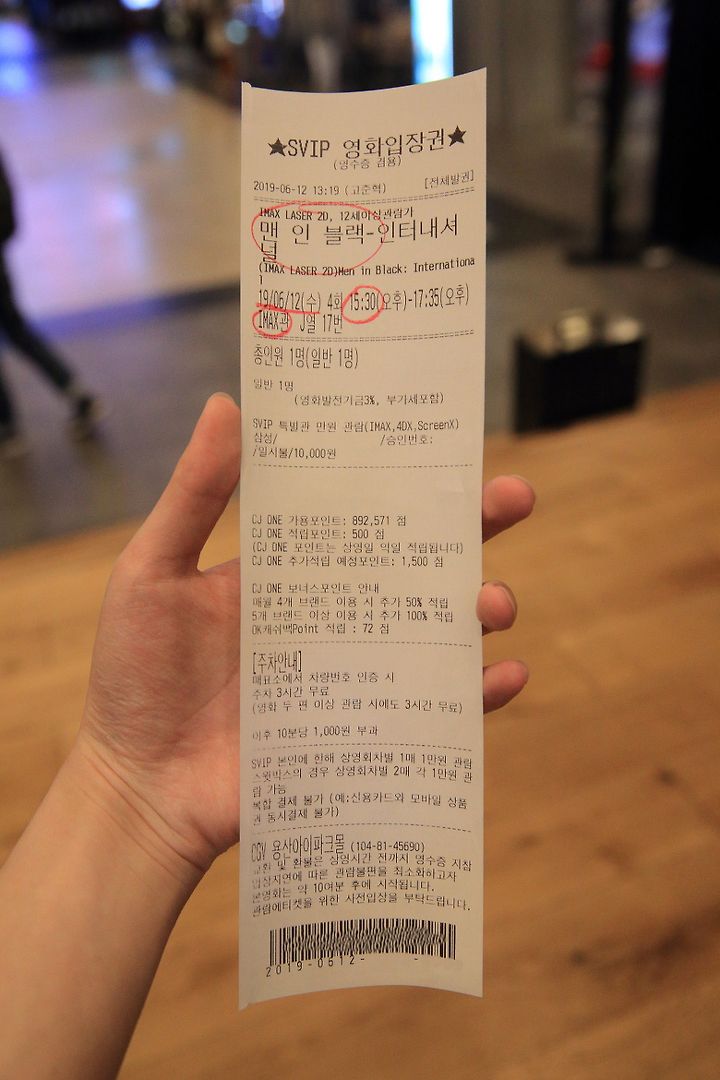 ★SVIP 영화입장권★
(영수증 겸용)
2019-06-12 13:19 (고준혁) [전체발권]
IMAX LASER 2D, 12세이상관람가
맨 인 블랙-인터내셔
널
(IMAX LASER 2D)Men in Black: Internationa
l
19/06/12(수) 4회 15:30(오후)-17:35(오후)
IMAX관 J열 17번
총인원 1명(일반 1명)
일반 1명
(영화발전기금3%, 부가세포함)
SVIP 특별관 만원 관람(IMAX,4DX,ScreenX)
삼성/ /승인번호:
/일시불/10,000원
CJ ONE 가용포인트: 892,571 점
CJ ONE 적립포인트: 500 점
(CJ ONE 포인트는 상영일 익일 적립됩니다)
CJ ONE 추가적립 예정포인트: 1,500 점
CJ ONE 보너스포인트 안내
매월 4개 브랜드 이용 시 추가 50% 적립
5개 브랜드 이상 이용 시 추가 100% 적립
OK캐쉬백Point 적립 : 72 점
[주차안내]
매표소에서 차량번호 인증 시
주차 3시간 무료
(영화 두 편 이상 관람 시에도 3시간 무료)
이후 10분당 1,000원 부과
SVIP 본인에 한해 상영회차별 1매 1만원 관람
스윗박스의 경우 상영회차별 2매 각 1만원 관
람 가능
복합 결제 불가 (예:신용카드와 모바일 상품
권 동시결제 불가)
CGV 용산아이파크몰 (104-81-45690)
교환 및 환불은 상영시간 전까지 영수증 지참
입장지연에 따른 관람불편을 최소화하고자
본영화는 약 10여분 후에 시작됩니다.
관람에티켓을 위한 사전입장을 부탁드립니다.
2019-0612- -